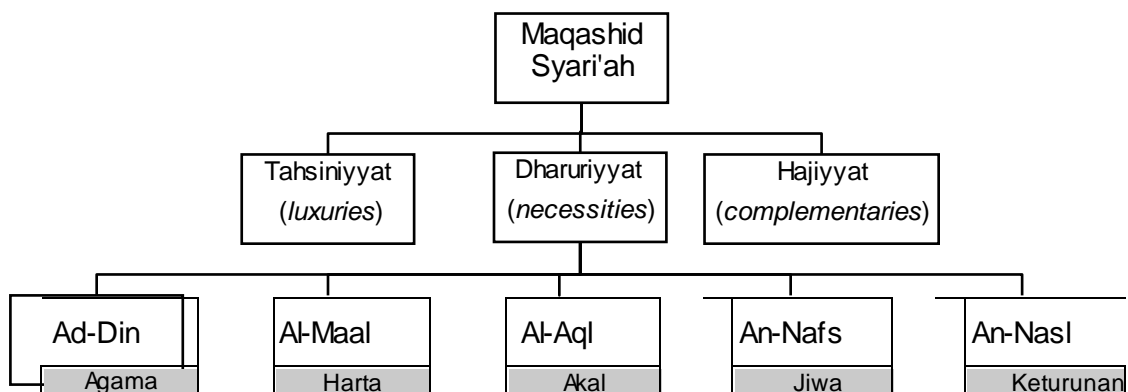 Maqashid
Syari'ah
Tahsiniyyat
(luxuries)
Dharuriyyat
(necessities)
Hajiyyat
(complementaries)
Ad-Din
Al-Maal
Al-Aql
An-Nafs
An-Nasl
Agama
Harta
Akal
Jiwa
Keturunan